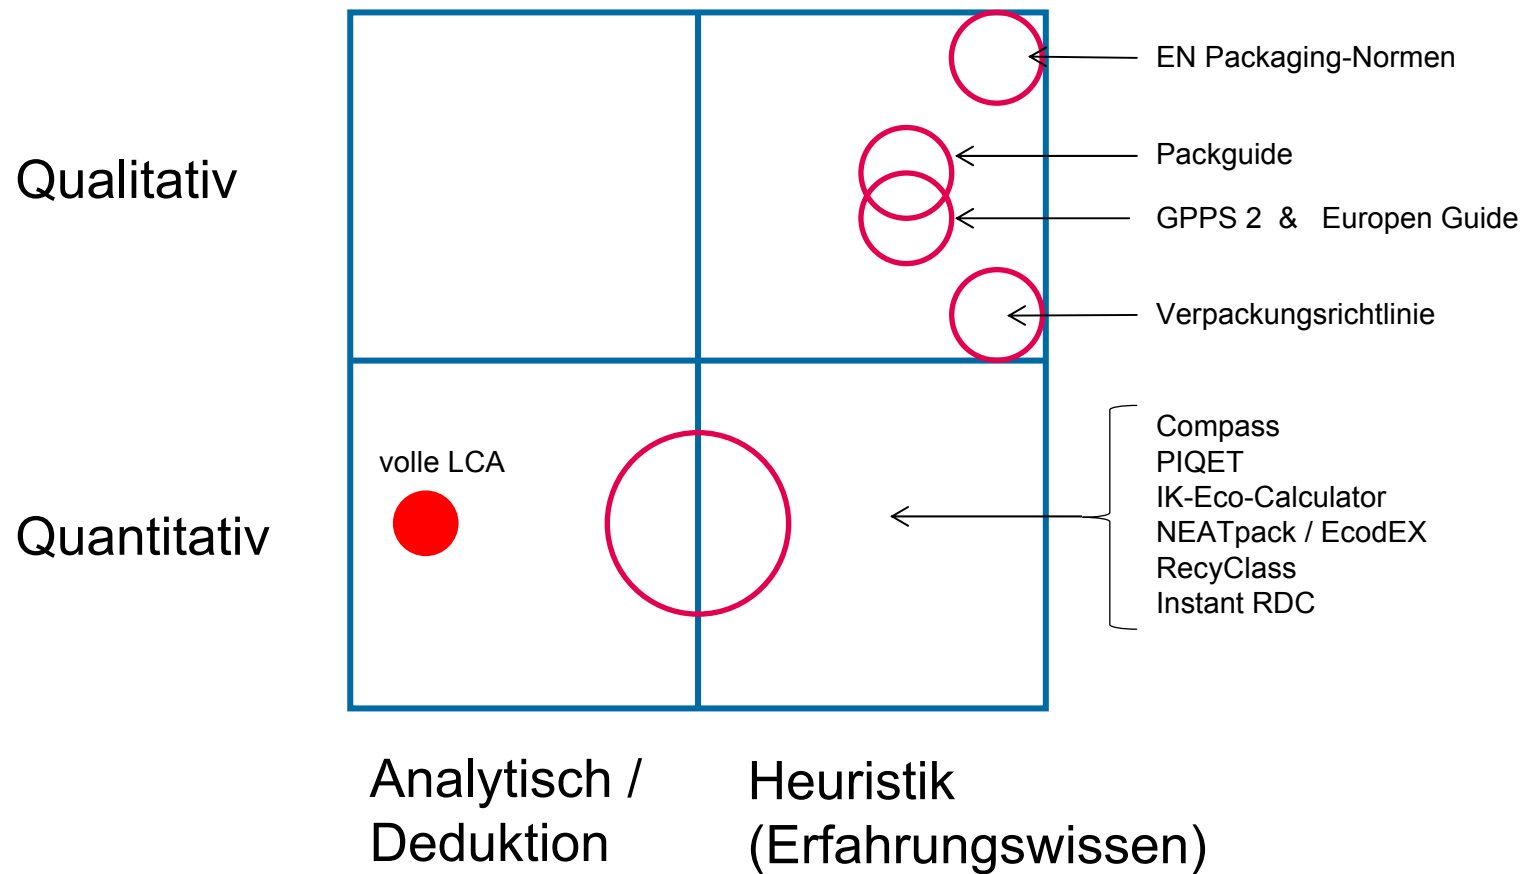 EN Packaging-Normen
Qualitativ
Packguide
GPPS 2 & Europen Guide
Verpackungsrichtlinie
volle LCA
Quantitativ
Compass
PIQET
IK-Eco-Calculator
NEATpack / EcodEX
RecyClass
Instant RDC
Analytisch /
Deduktion
Heuristik
(Erfahrungswissen)